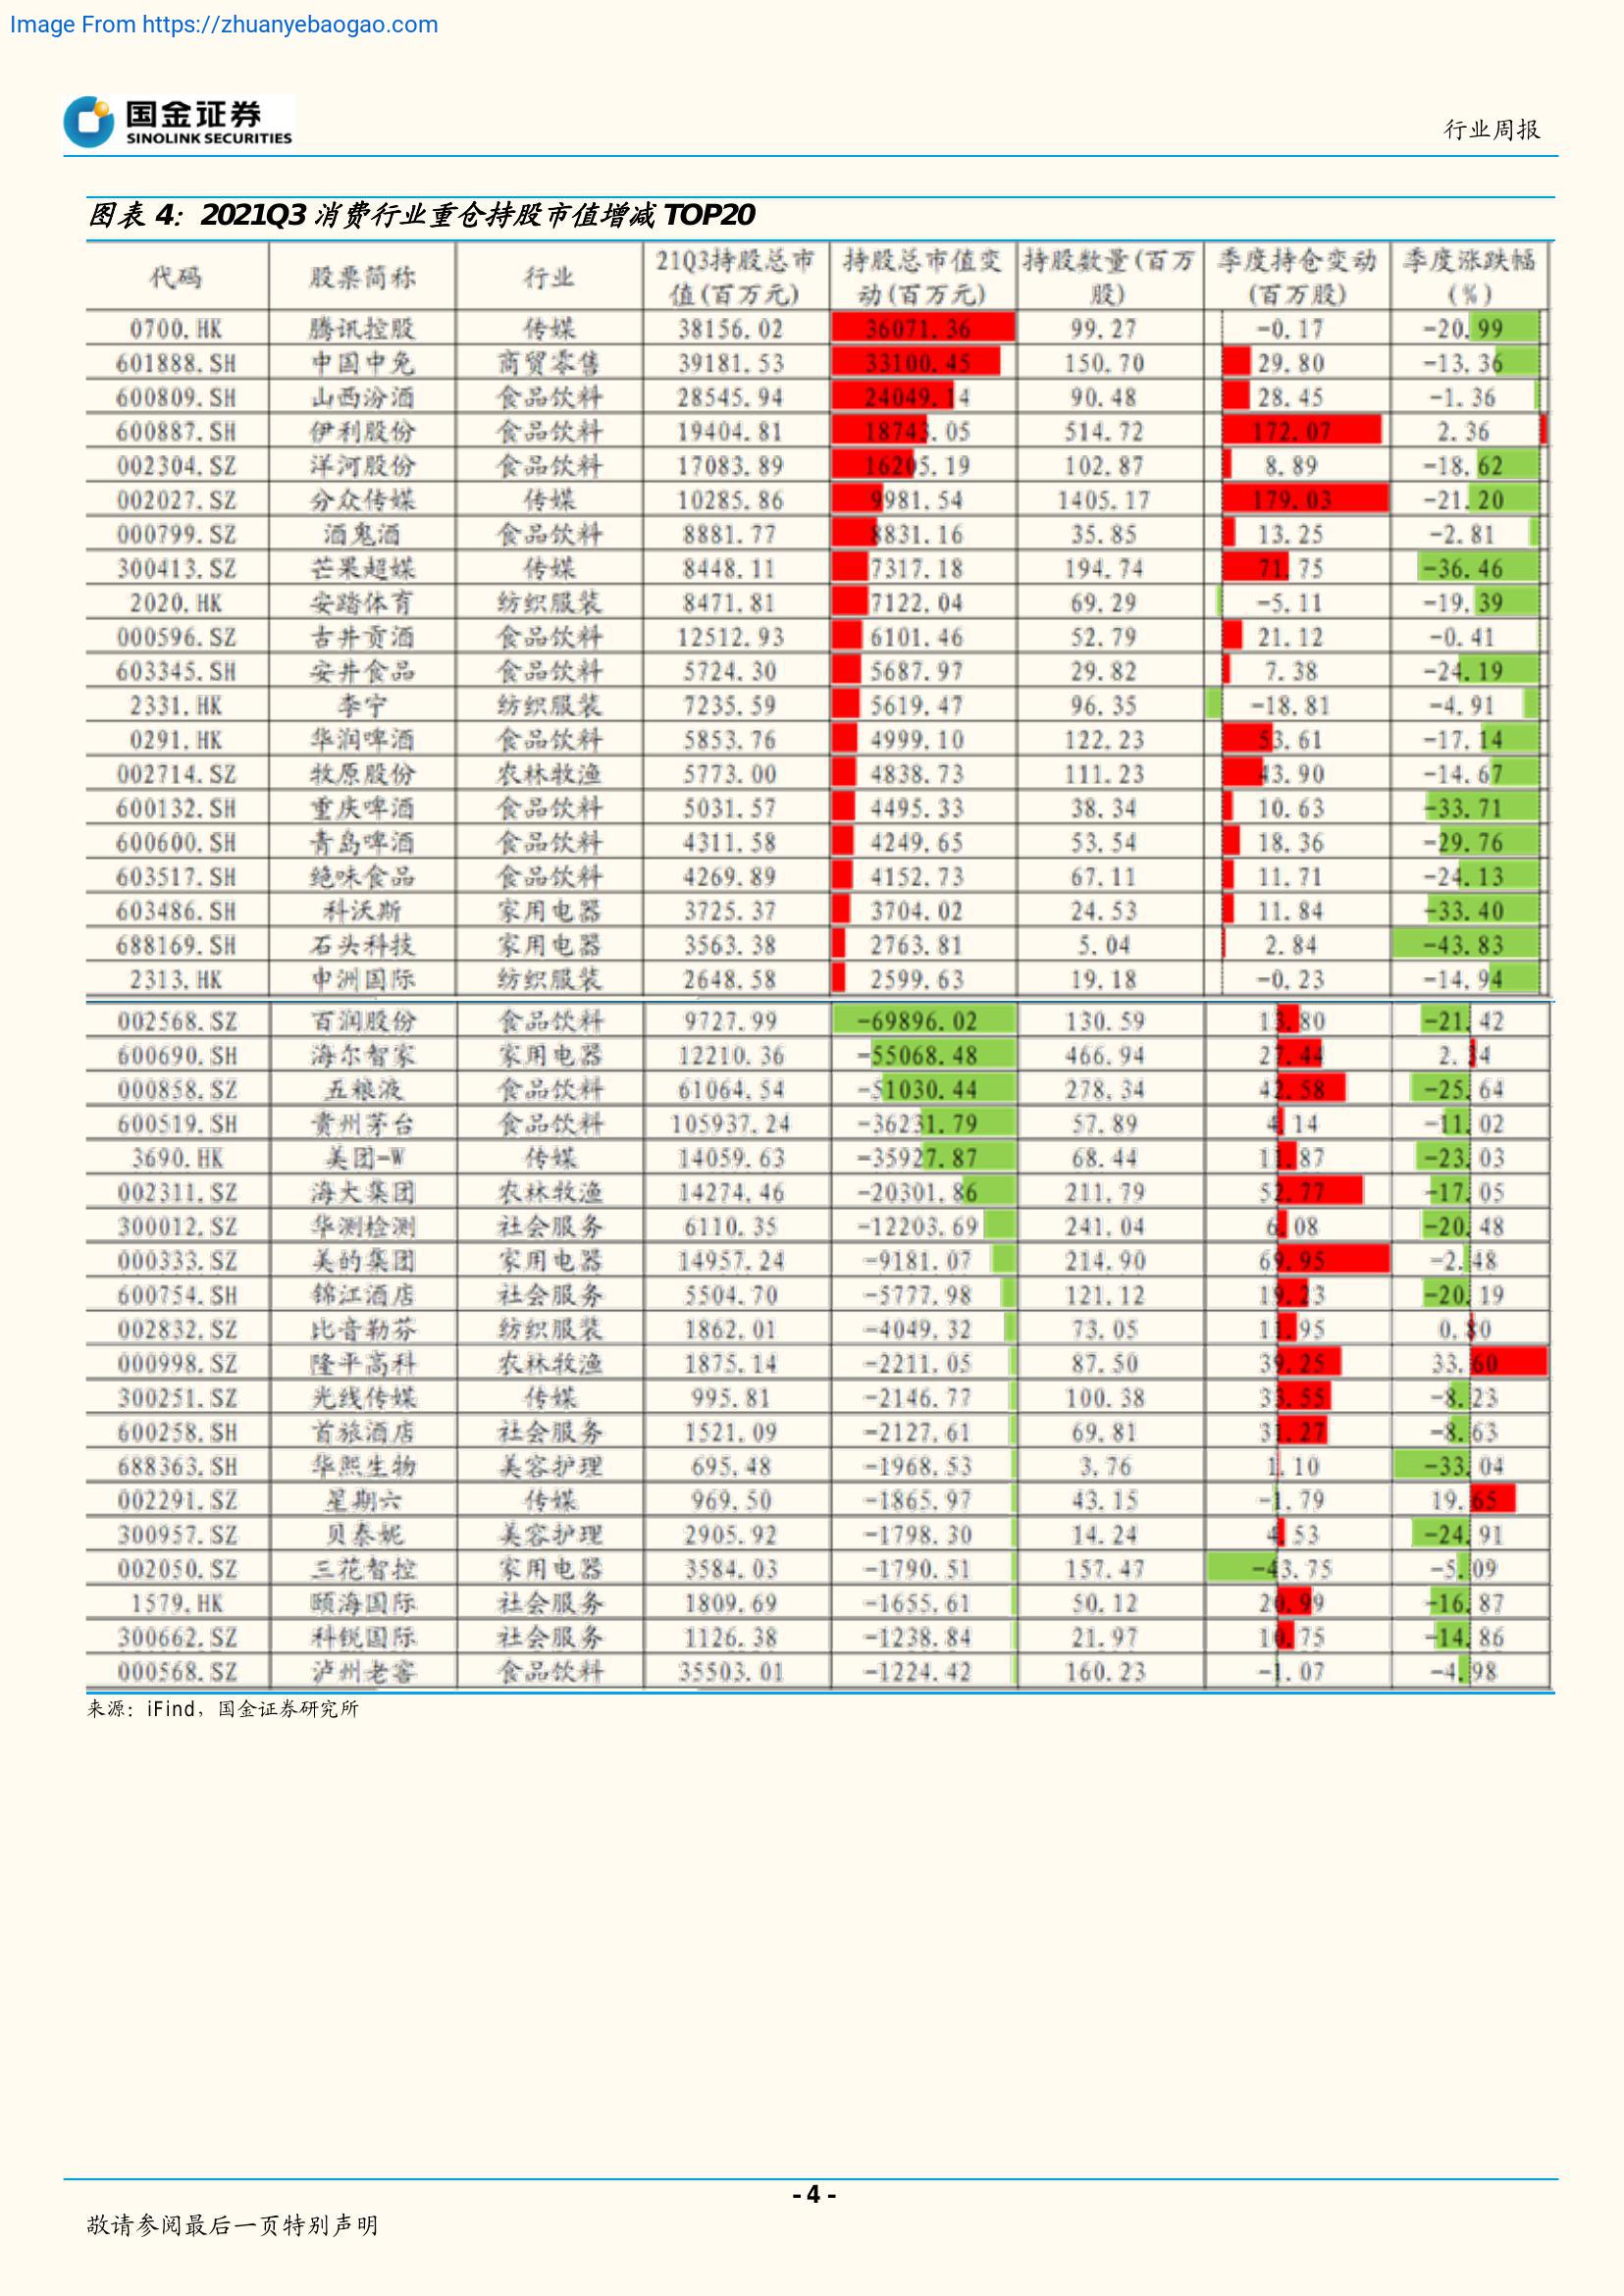 Image From https://zhuanyebaogao.com
国金证券
SINOLINK SECURITIES
行业周报
图表 4：2021Q3 消费行业重仓持股市值增减 TOP20
代码 股票简称 行业 21Q3持股总市值(百万元) 持股总市值变动(百万元) 持股数量(百万股) 季度持仓变动(百万股) 季度涨跌幅(%)
0700.HK 腾讯控股 传媒 38156.02 36071.36 99.27 -0.17 -20.99
601888.SH 中国中免 商贸零售 39181.53 33100.45 150.70 29.80 -13.36
600809.SH 山西汾酒 食品饮料 28545.94 24049.14 90.48 28.45 -1.36
600887.SH 伊利股份 食品饮料 19404.81 18743.05 514.72 172.07 2.36
002304.SZ 洋河股份 食品饮料 17083.89 16205.19 102.87 8.89 -18.62
002027.SZ 分众传媒 传媒 10285.86 9981.54 1405.17 179.03 -21.20
000799.SZ 酒鬼酒 食品饮料 8881.77 8831.16 35.85 13.25 -2.81
300413.SZ 芒果超媒 传媒 8448.11 7317.18 194.74 71.75 -36.46
2020.HK 安踏体育 纺织服装 8471.81 7122.04 69.29 -5.11 -19.39
000596.SZ 古井贡酒 食品饮料 12512.93 6101.46 52.79 21.12 -0.41
603345.SH 安井食品 食品饮料 5724.30 5687.97 29.82 7.38 -24.19
2331.HK 李宁 纺织服装 7235.59 5619.47 96.35 -18.81 -4.91
0291.HK 华润啤酒 食品饮料 5853.76 4999.10 122.23 53.61 -17.14
002714.SZ 牧原股份 农林牧渔 5773.00 4838.73 111.23 43.90 -14.67
600132.SH 重庆啤酒 食品饮料 5031.57 4495.33 38.34 10.63 -33.71
600600.SH 青岛啤酒 食品饮料 4311.58 4249.65 53.54 18.36 -29.76
603517.SH 绝味食品 食品饮料 4269.89 4152.73 67.11 11.71 -24.13
603486.SH 科沃斯 家用电器 3725.37 3704.02 24.53 11.84 -33.40
688169.SH 石头科技 家用电器 3563.38 2763.81 5.04 2.84 -43.83
2313.HK 申洲国际 纺织服装 2648.58 2599.63 19.18 -0.23 -14.94
002568.SZ 百润股份 食品饮料 9727.99 -69896.02 130.59 13.80 -21.42
600690.SH 海尔智家 家用电器 12210.36 -55068.48 466.94 27.44 2.34
000858.SZ 五粮液 食品饮料 61064.54 -51030.44 278.34 42.58 -25.64
600519.SH 贵州茅台 食品饮料 105937.24 -36231.79 57.89 4.14 -11.02
3690.HK 美团-W 传媒 14059.63 -35927.87 68.44 11.87 -23.03
002311.SZ 海大集团 农林牧渔 14274.46 -20301.86 211.79 52.77 -17.05
300012.SZ 华测检测 社会服务 6110.35 -12203.69 241.04 6.08 -20.48
000333.SZ 美的集团 家用电器 14957.24 -9181.07 214.90 69.95 -2.48
600754.SH 锦江酒店 社会服务 5504.70 -5777.98 121.12 19.23 -20.19
002832.SZ 比音勒芬 纺织服装 1862.01 -4049.32 73.05 11.95 0.80
000998.SZ 隆平高科 农林牧渔 1875.14 -2211.05 87.50 39.25 33.60
300251.SZ 光线传媒 传媒 995.81 -2146.77 100.38 33.55 -8.23
600258.SH 首旅酒店 社会服务 1521.09 -2127.61 69.81 31.27 -8.63
688363.SH 华熙生物 美容护理 695.48 -1968.53 3.76 1.10 -33.04
002291.SZ 星期六 传媒 969.50 -1865.97 43.15 -1.79 19.65
300957.SZ 贝泰妮 美容护理 2905.92 -1798.30 14.24 4.53 -24.91
002050.SZ 三花智控 家用电器 3584.03 -1790.51 157.47 -43.75 -5.09
1579.HK 颐海国际 社会服务 1809.69 -1655.61 50.12 20.99 -16.87
300662.SZ 科锐国际 社会服务 1126.38 -1238.84 21.97 10.75 -14.86
000568.SZ 泸州老窖 食品饮料 35503.01 -1224.42 160.23 -1.07 -4.98
来源：iFind，国金证券研究所
- 4 -
敬请参阅最后一页特别声明